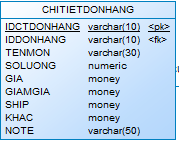 CHITIETDONHANG
IDCTDONHANG varchar(10) <pk>
IDDONHANG varchar(10) <fk>
TENMON varchar(30)
SOLUONG numeric
GIA money
GIAMGIA money
SHIP money
KHAC money
NOTE varchar(50)